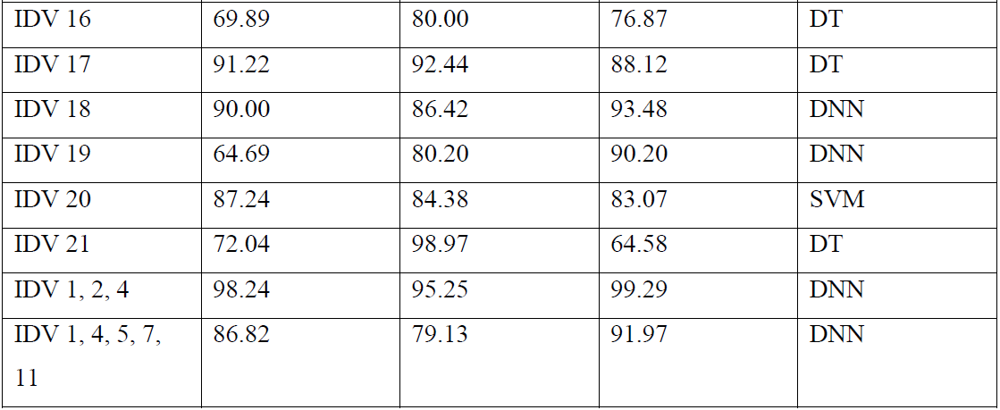 IDV 16 69.89 80.00 76.87 DT
IDV 17 91.22 92.44 88.12 DT
IDV 18 90.00 86.42 93.48 DNN
IDV 19 64.69 80.20 90.20 DNN
IDV 20 87.24 84.38 83.07 SVM
IDV 21 72.04 98.97 64.58 DT
IDV 1, 2, 4 98.24 95.25 99.29 DNN
IDV 1, 4, 5, 7, 86.82 79.13 91.97 DNN
11